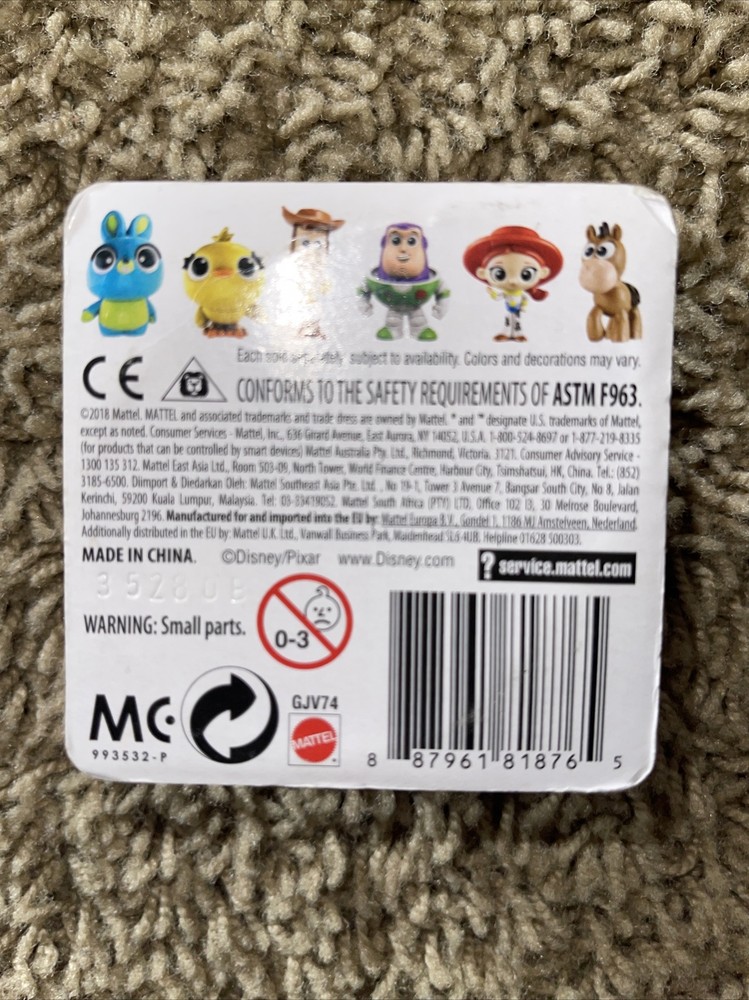 Each subject to availability. Colors and decorations may vary.
CE CONFORMS TO THE SAFETY REQUIREMENTS OF ASTM F963.
©2018 Mattel. MATTEL and associated trademarks and trade dress are owned by Mattel. ® and ™ designate U.S. trademarks of Mattel,
except as noted. Consumer Services - Mattel, Inc., 636 Girard Avenue, East Aurora, NY 14052, U.S.A. 1-800-524-8697 or 1-877-219-8335
(for products that can be controlled by smart devices) Mattel Australia Pty. Ltd., Richmond, Victoria. 3121. Consumer Advisory Service -
1300 135 312. Mattel East Asia Ltd., Room 503-09, North Tower, World Finance Centre, Harbour City, Tsimshatsui, HK, China. Tel.: (852)
3185-6500. Diimport & Diedarkan Oleh: Mattel Southeast Asia Pte. Ltd., No 19-1, Tower 3 Avenue 7, Bangsar South City, No 8, Jalan
Kerinchi, 59200 Kuala Lumpur, Malaysia. Tel: 03-33419052. Mattel South Africa (PTY) LTD, Office 102 I3, 30 Melrose Boulevard,
Johannesburg 2196. Manufactured for and imported into the EU by: Mattel Europa B.V., Gondel 1, 1186 MJ Amstelveen, Nederland.
Additionally distributed in the EU by: Mattel U.K. Ltd., Vanwall Business Park, Maidenhead SL6 4UB. Helpline 01628 500303.
MADE IN CHINA. ©Disney/Pixar www.Disney.com ? service.mattel.com
WARNING: Small parts. 0-3
MC
993532-P
GJV74
MATTEL
8 87961 81876 5